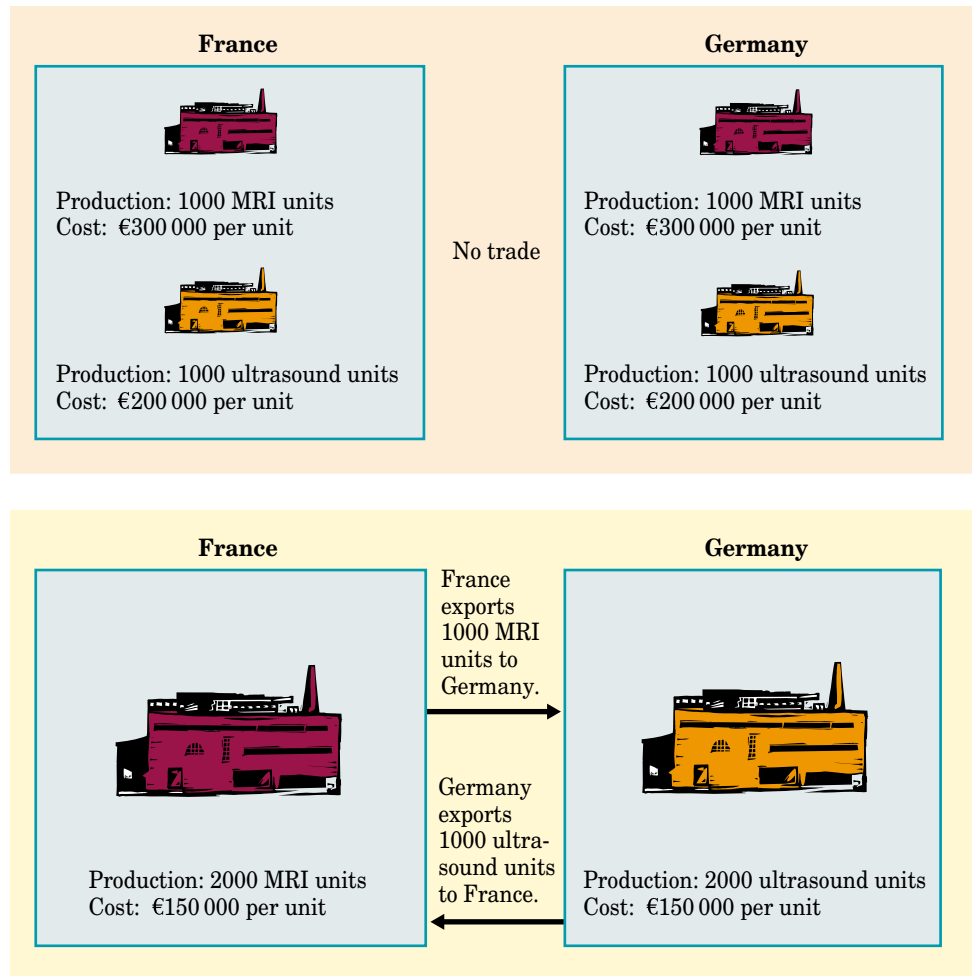 France
Production: 1000 MRI units
Cost: €300 000 per unit
Production: 1000 ultrasound units
Cost: €200 000 per unit
No trade
Germany
Production: 1000 MRI units
Cost: €300 000 per unit
Production: 1000 ultrasound units
Cost: €200 000 per unit
France
Production: 2000 MRI units
Cost: €150 000 per unit
France
exports
1000 MRI
units to
Germany.
Germany
exports
1000 ultra-
sound units
to France.
Germany
Production: 2000 ultrasound units
Cost: €150 000 per unit